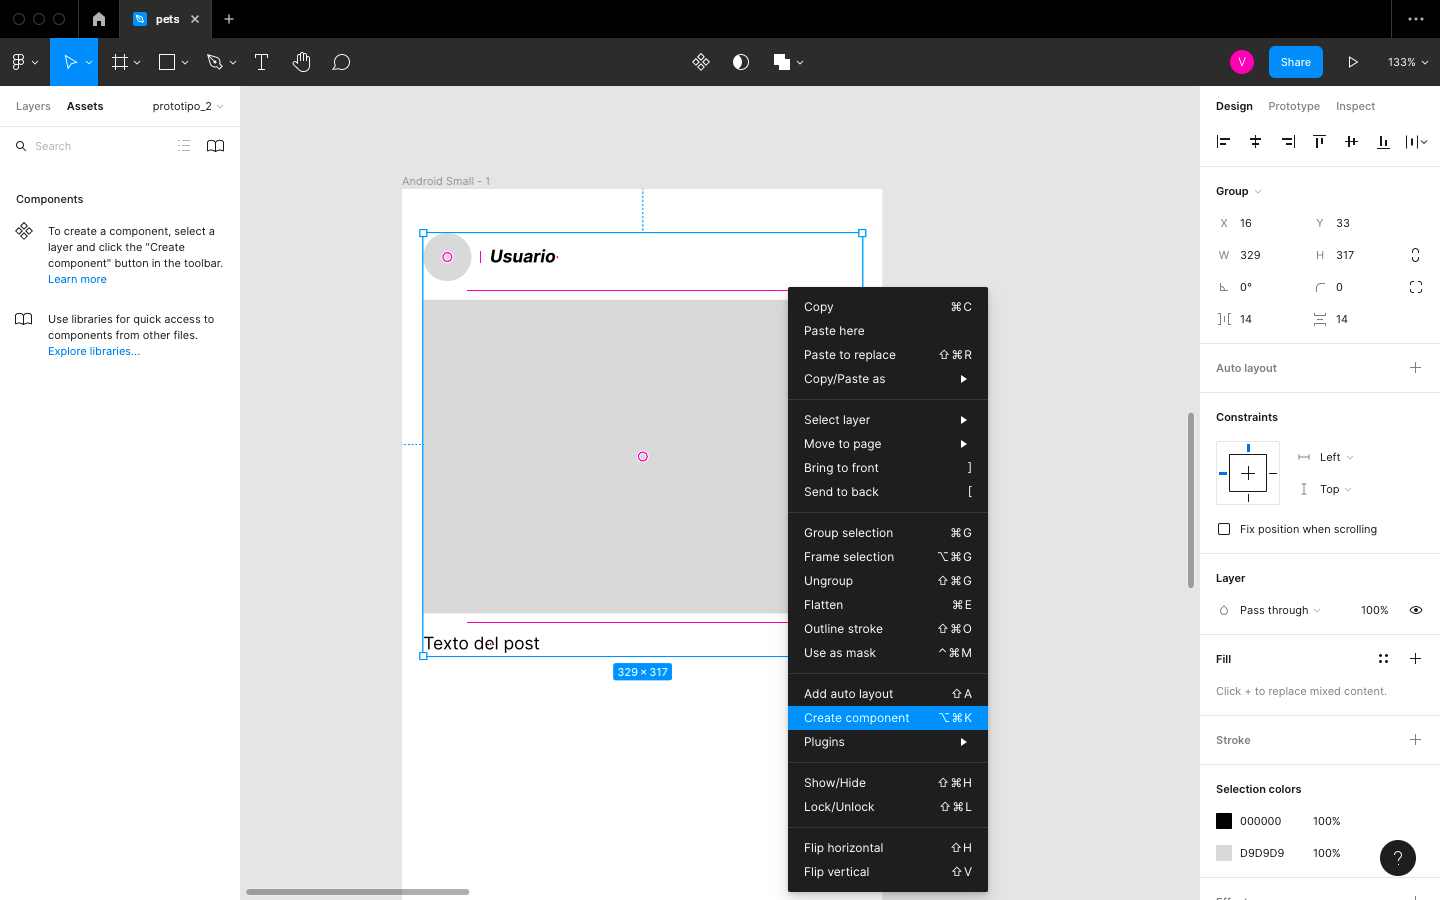 pets
V
Share
133%
Layers
Assets
prototipo_2
Search
Components
To create a component, select a
layer and click the "Create
component" button in the toolbar.
Learn more
Use libraries for quick access to
components from other files.
Explore libraries...
Android Small - 1
Usuario
Texto del post
329 × 317
Copy ⌘C
Paste here
Paste to replace ⇧⌘R
Copy/Paste as
Select layer
Move to page
Bring to front ]
Send to back [
Group selection ⌘G
Frame selection ⌥⌘G
Ungroup ⇧⌘G
Flatten ⌘E
Outline stroke ⇧⌘O
Use as mask ^⌘M
Add auto layout ⇧A
Create component ⌥⌘K
Plugins
Show/Hide ⇧⌘H
Lock/Unlock ⇧⌘L
Flip horizontal ⇧H
Flip vertical ⇧V
Design
Prototype
Inspect
Group
X 16 Y 33
W 329 H 317
0° 0
14 14
Auto layout
Constraints
Left
Top
Fix position when scrolling
Layer
Pass through 100%
Fill
Click + to replace mixed content.
Stroke
Selection colors
000000 100%
D9D9D9 100%
?